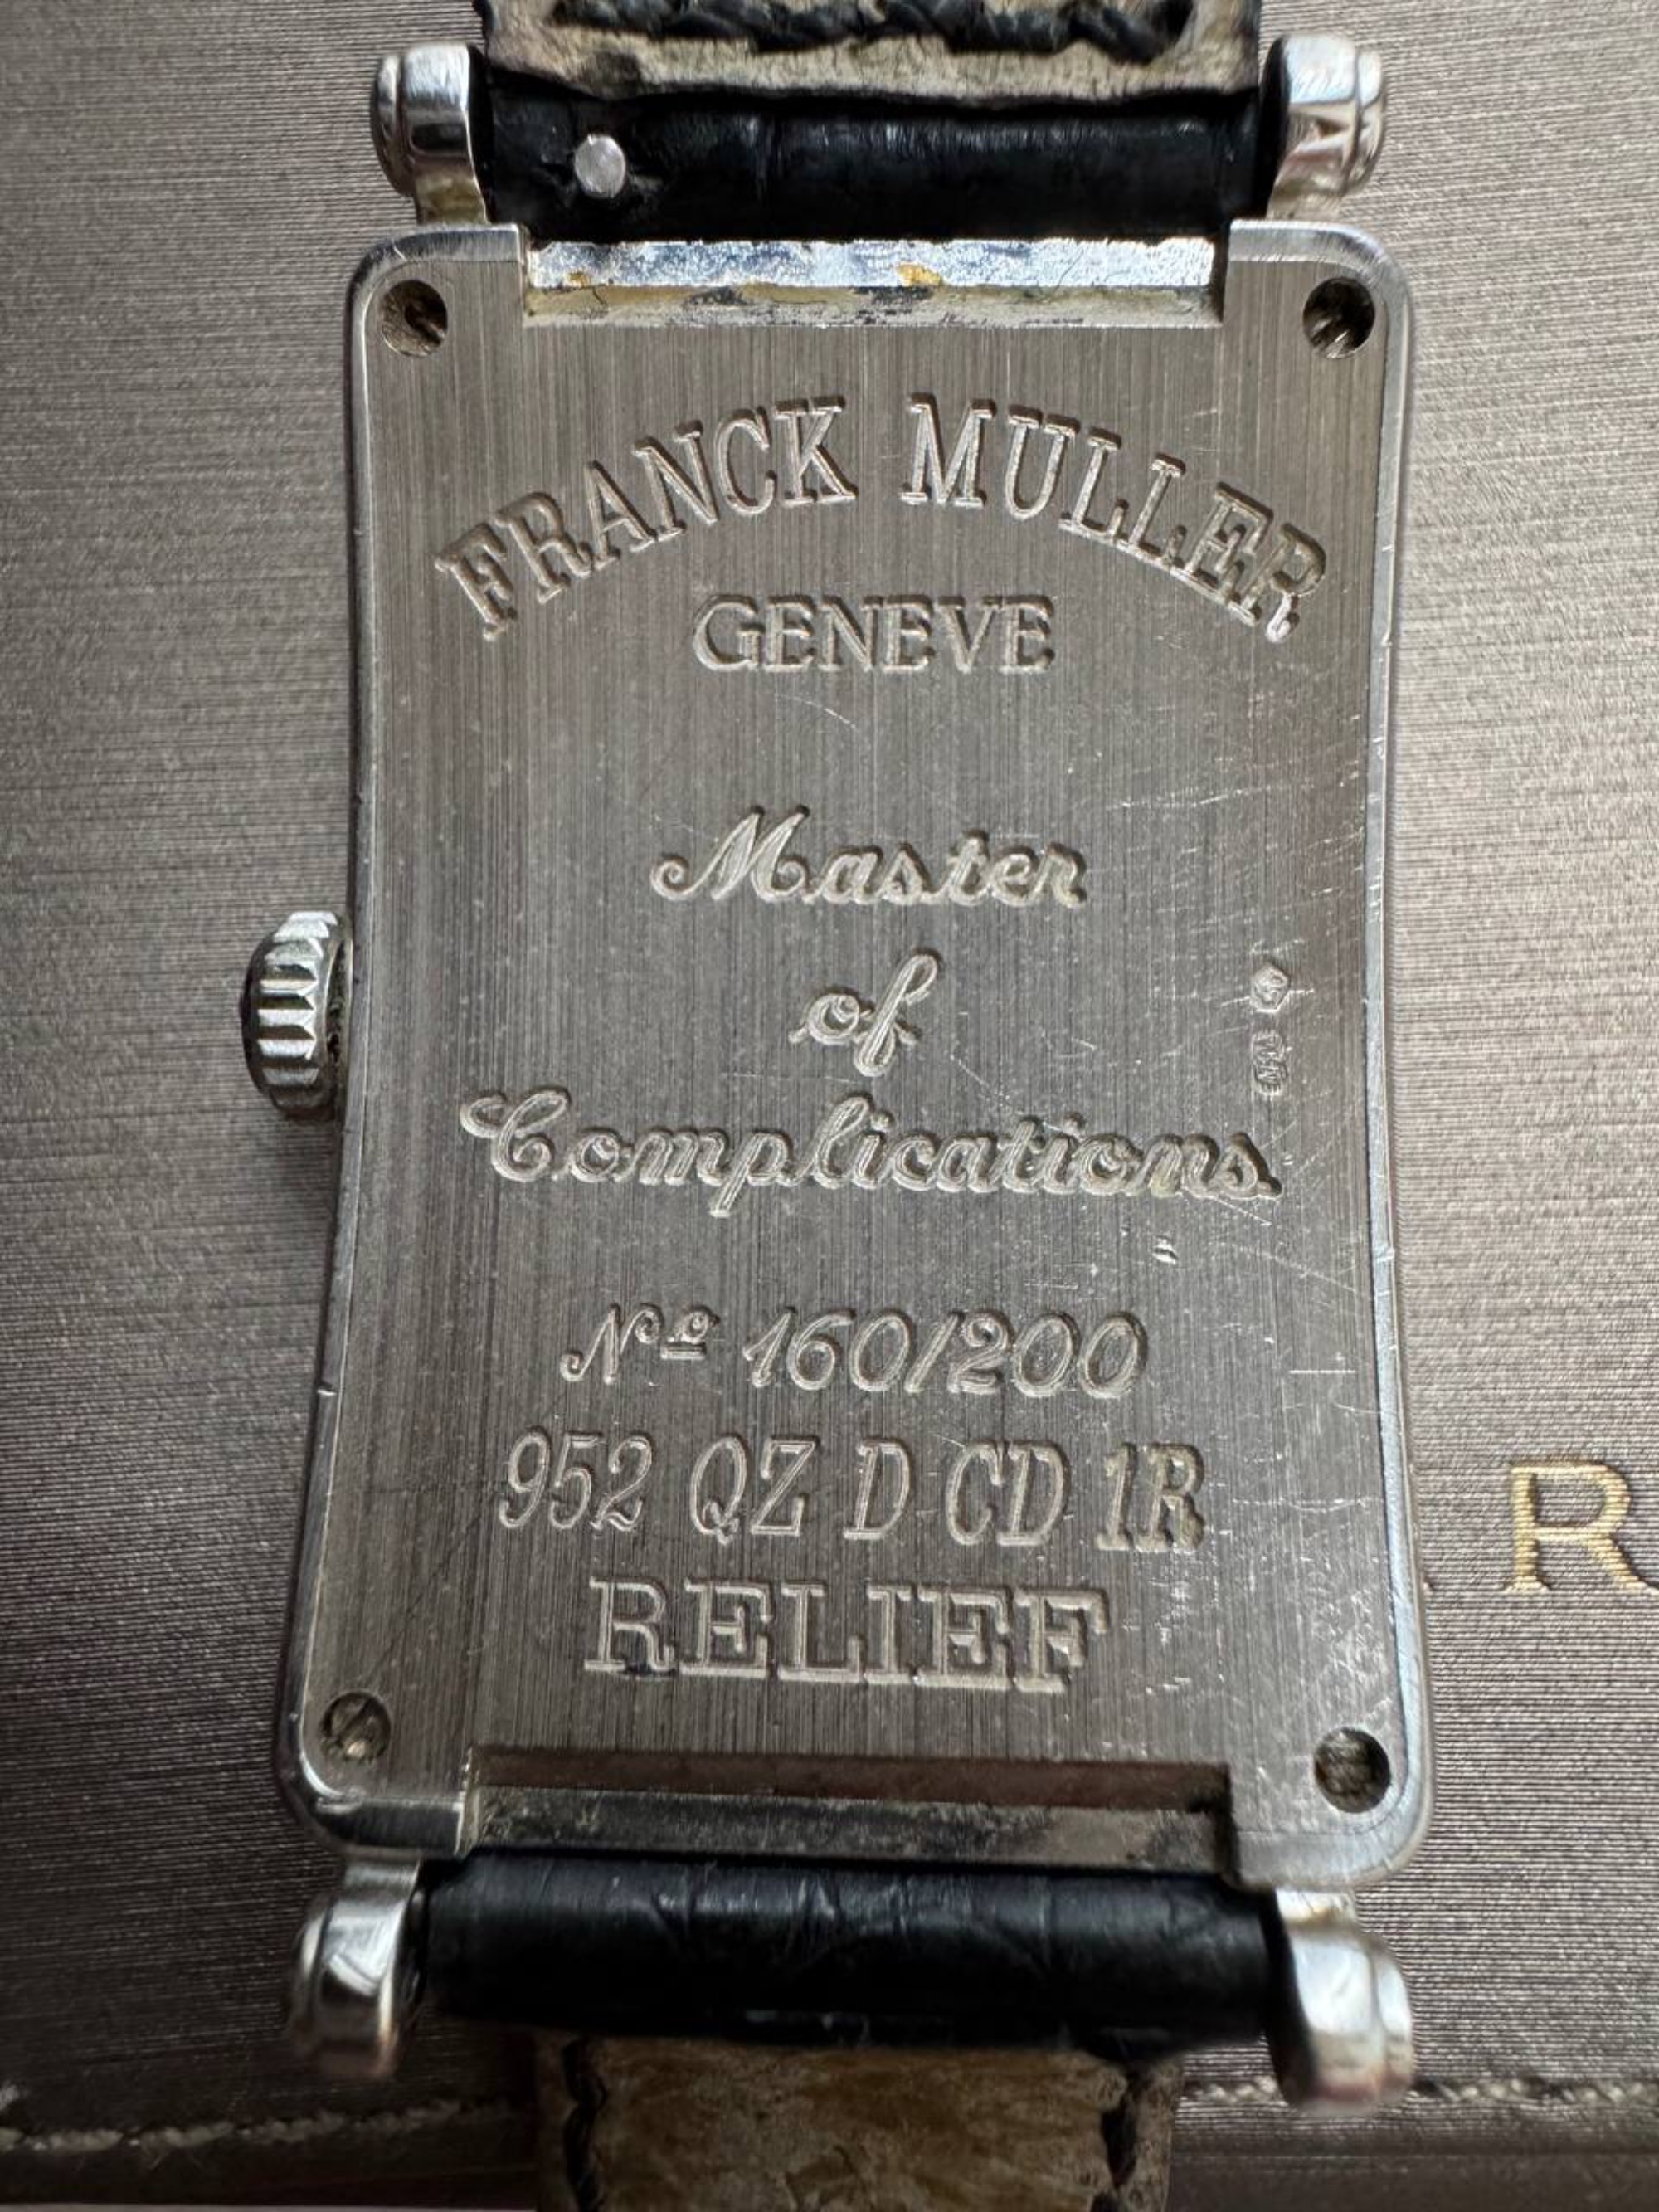 FRANCK MULLER
GENEVE
Master
of
Complications
Nº 160/200
952 QZ D CD 1R
RELIEF
R